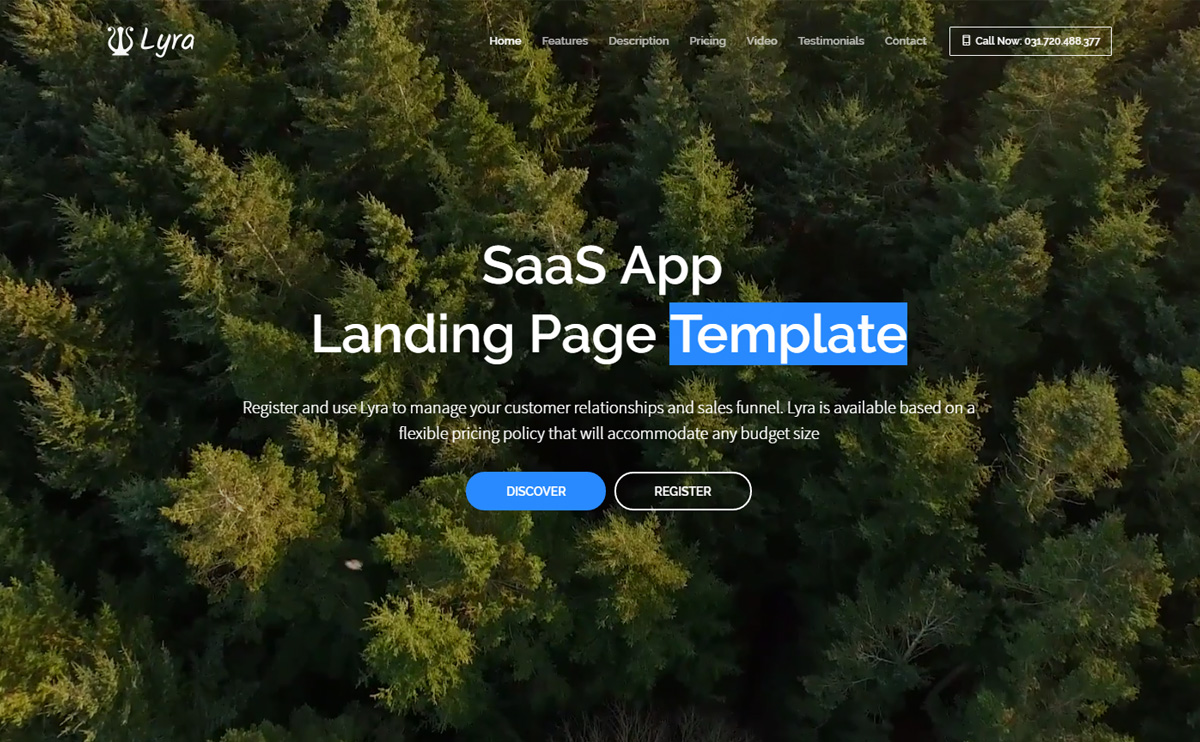 Lyra
Home Features Description Pricing Video Testimonials Contact Call Now: 031.720.488.377
SaaS App
Landing Page Template
Register and use Lyra to manage your customer relationships and sales funnel. Lyra is available based on a
flexible pricing policy that will accommodate any budget size
DISCOVER REGISTER